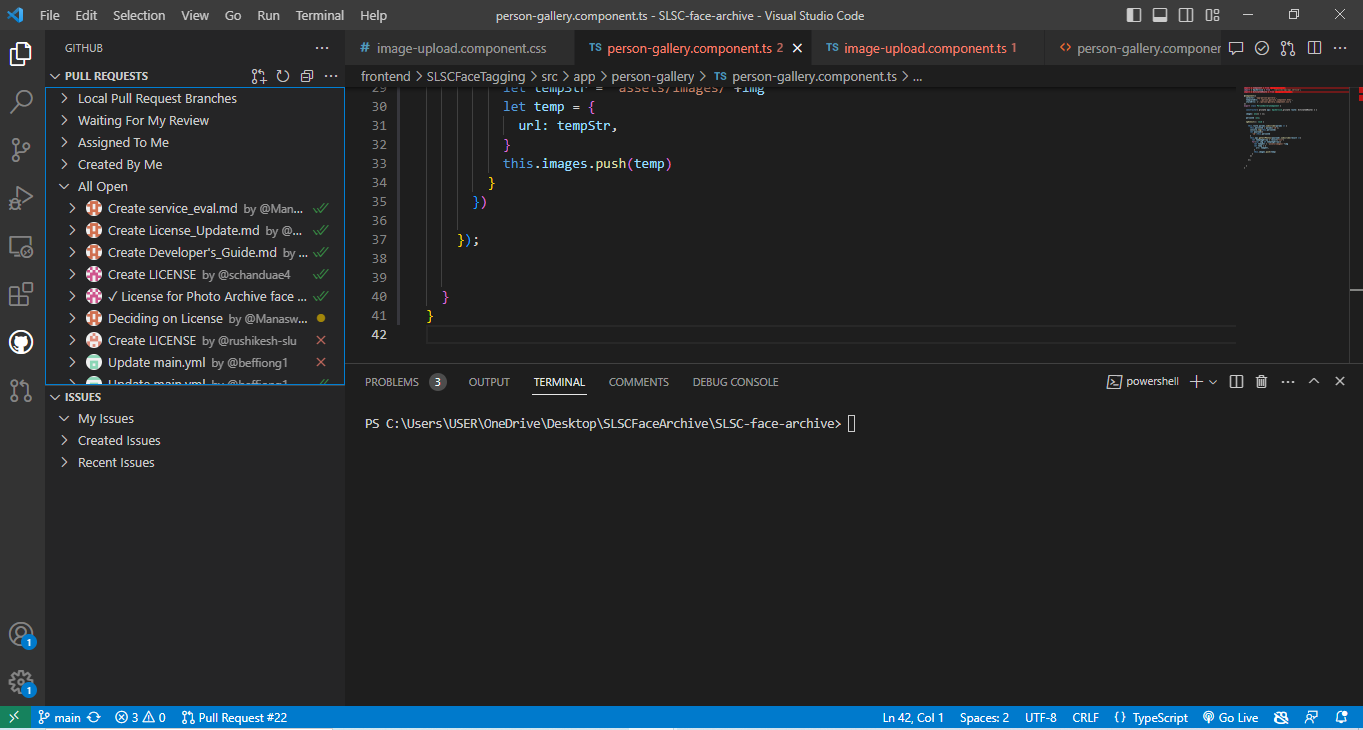 File Edit Selection View Go Run Terminal Help person-gallery.component.ts - SLSC-face-archive - Visual Studio Code
GITHUB
image-upload.component.css
TS person-gallery.component.ts 2
TS image-upload.component.ts 1
person-gallery.componer
PULL REQUESTS
frontend > SLSCFaceTagging > src > app > person-gallery > TS person-gallery.component.ts > ...
Local Pull Request Branches
Waiting For My Review
Assigned To Me
Created By Me
All Open
Create service_eval.md by @Man...
Create License_Update.md by @...
Create Developer's_Guide.md by ...
Create LICENSE by @schanduae4
✓ License for Photo Archive face ...
Deciding on License by @Manasw...
Create LICENSE by @rushikesh-slu
Update main.yml by @beffiong1
Update main.yml by @beffiong1
ISSUES
My Issues
Created Issues
Recent Issues
29 let tempStr = "assets/images/"+img
30 let temp = {
31 url: tempStr,
32 }
33 this.images.push(temp)
34 }
35 })
36
37 });
38
39
40 }
41 }
42
PROBLEMS 3 OUTPUT TERMINAL COMMENTS DEBUG CONSOLE powershell
PS C:\Users\USER\OneDrive\Desktop\SLSCFaceArchive\SLSC-face-archive>
1
1
main 3 0 Pull Request #22 Ln 42, Col 1 Spaces: 2 UTF-8 CRLF {} TypeScript Go Live